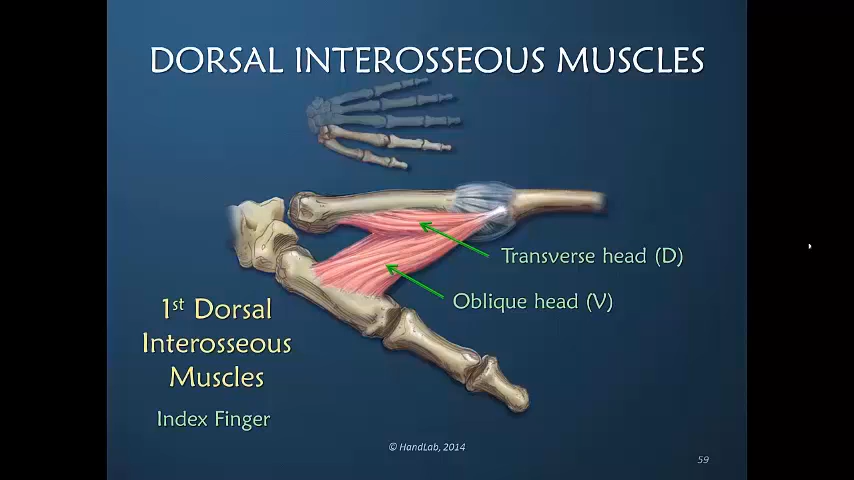 DORSAL INTEROSSEOUS MUSCLES
Transverse head (D)
Oblique head (V)
1st Dorsal
Interosseous
Muscles
Index Finger
© HandLab, 2014
59